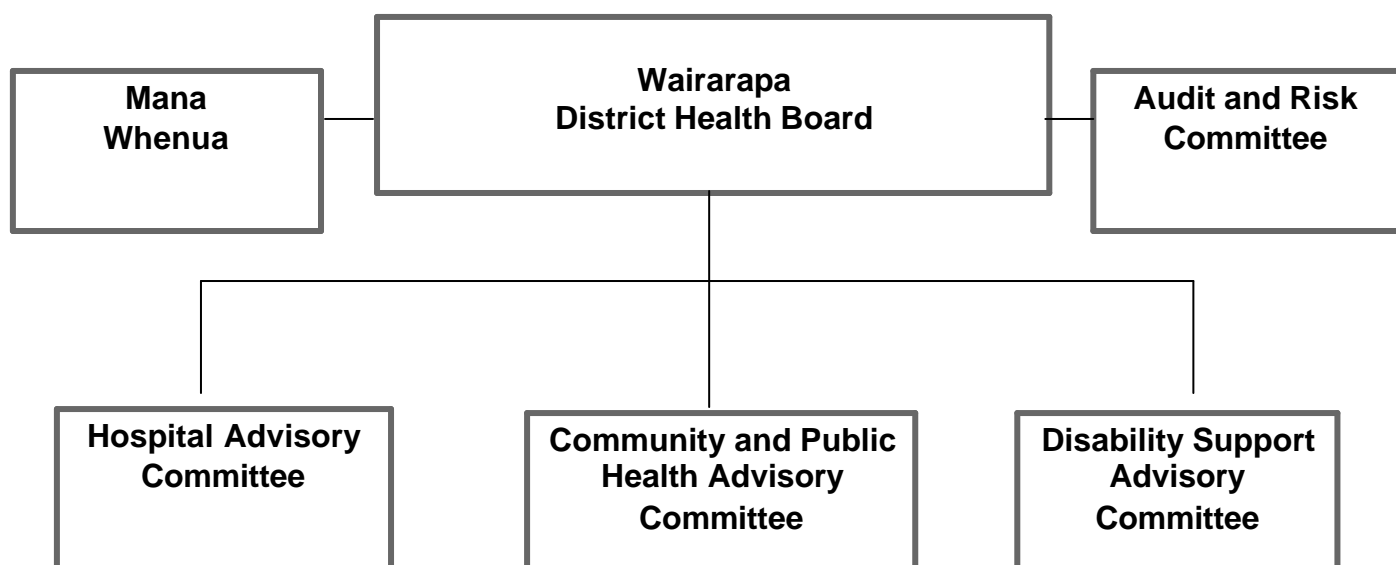 Mana
Whenua
Wairarapa
District Health Board
Audit and Risk
Committee
Hospital Advisory
Committee
Community and Public
Health Advisory
Committee
Disability Support
Advisory
Committee